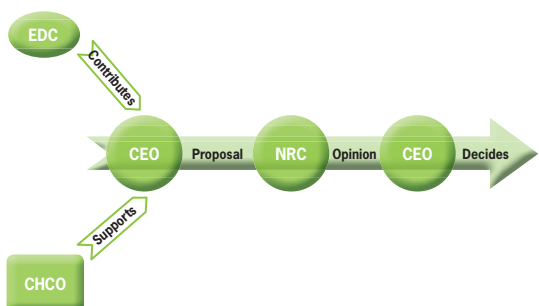 EDC
Contributes
CEO Proposal NRC Opinion CEO Decides
Supports
CHCO